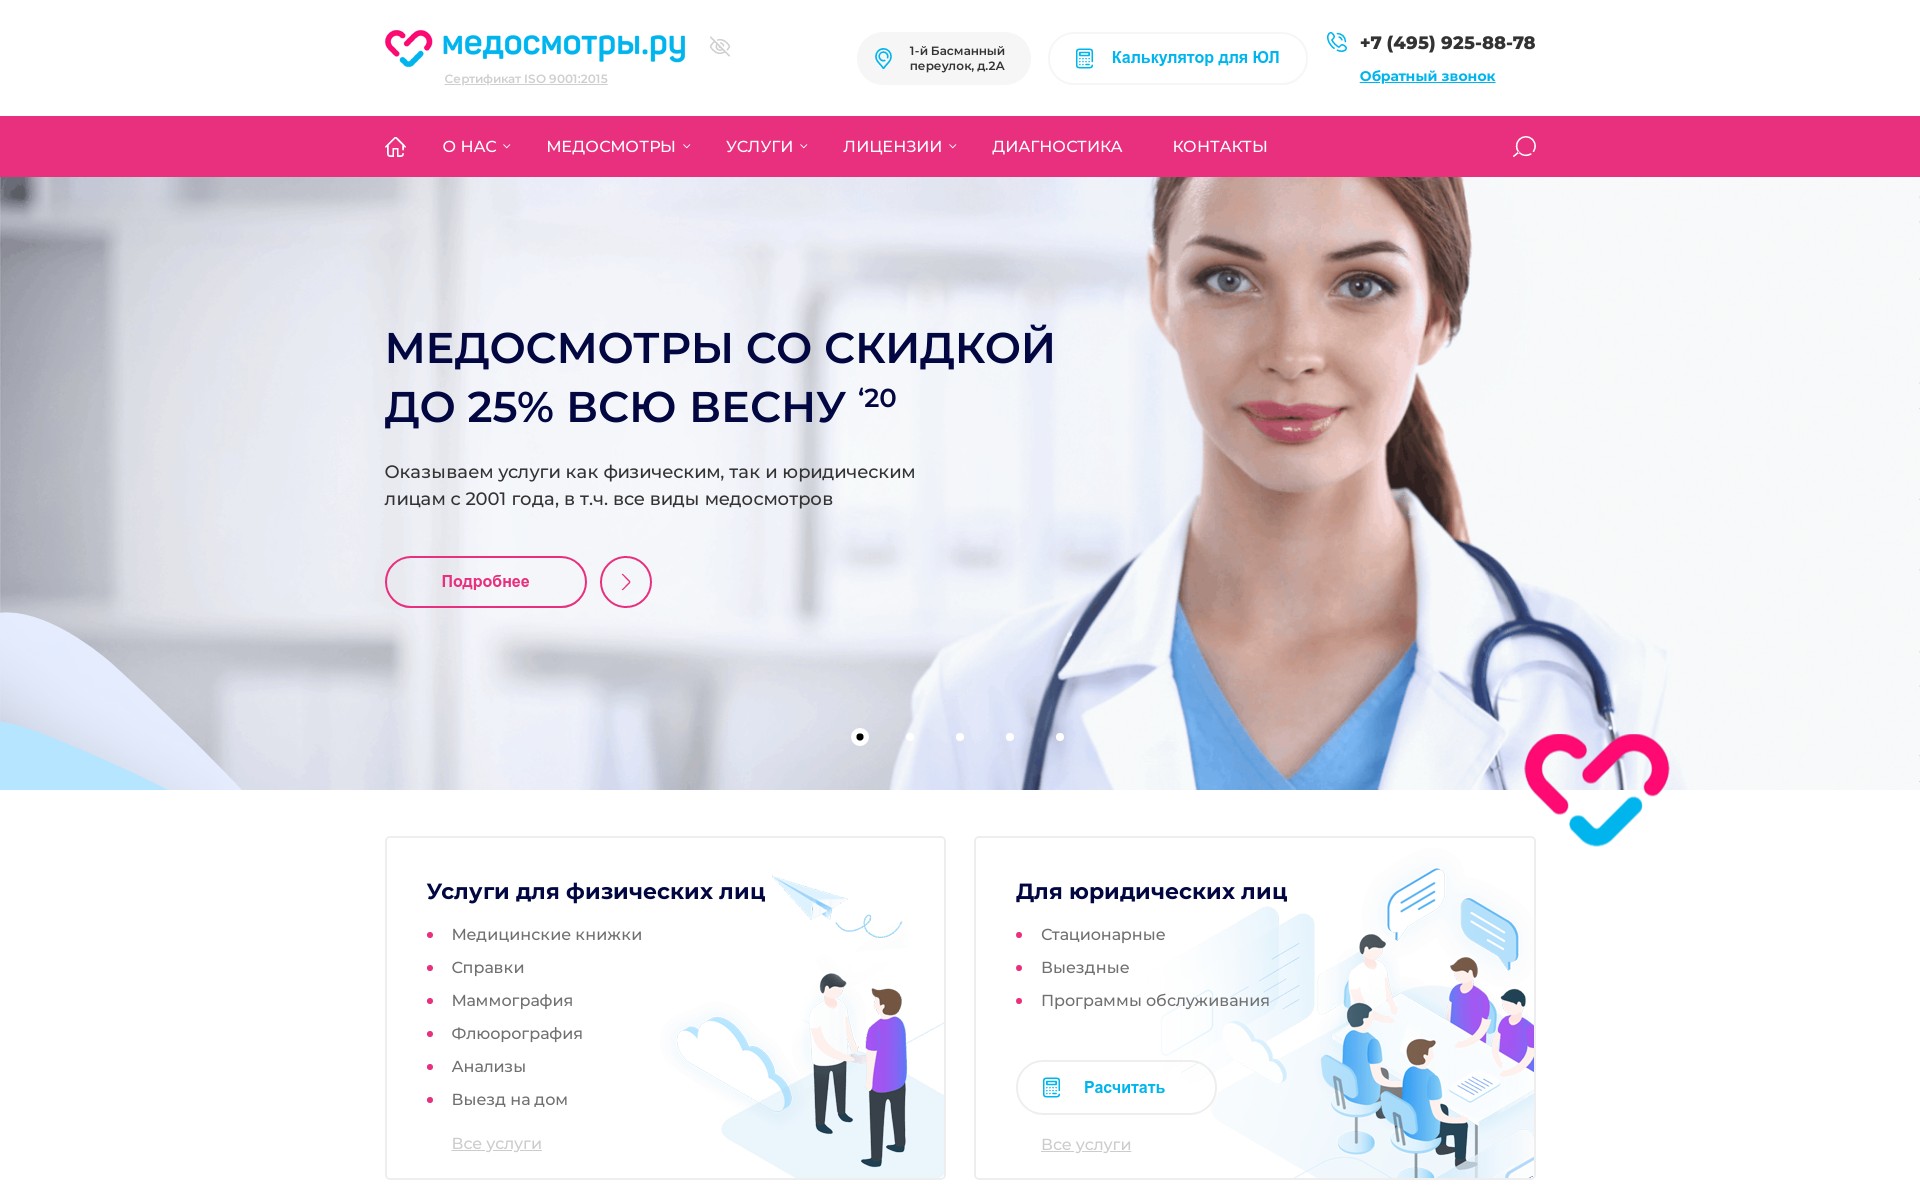 медосмотры.ру
Сертификат ISO 9001:2015
1-й Басманный
переулок, д.2А
Калькулятор для ЮЛ
+7 (495) 925-88-78
Обратный звонок
О НАС
МЕДОСМОТРЫ
УСЛУГИ
ЛИЦЕНЗИИ
ДИАГНОСТИКА
КОНТАКТЫ
МЕДОСМОТРЫ СО СКИДКОЙ
ДО 25% ВСЮ ВЕСНУ ‘20
Оказываем услуги как физическим, так и юридическим
лицам с 2001 года, в т.ч. все виды медосмотров
Подробнее
Услуги для физических лиц
Медицинские книжки
Справки
Маммография
Флюорография
Анализы
Выезд на дом
Все услуги
Для юридических лиц
Стационарные
Выездные
Программы обслуживания
Расчитать
Все услуги